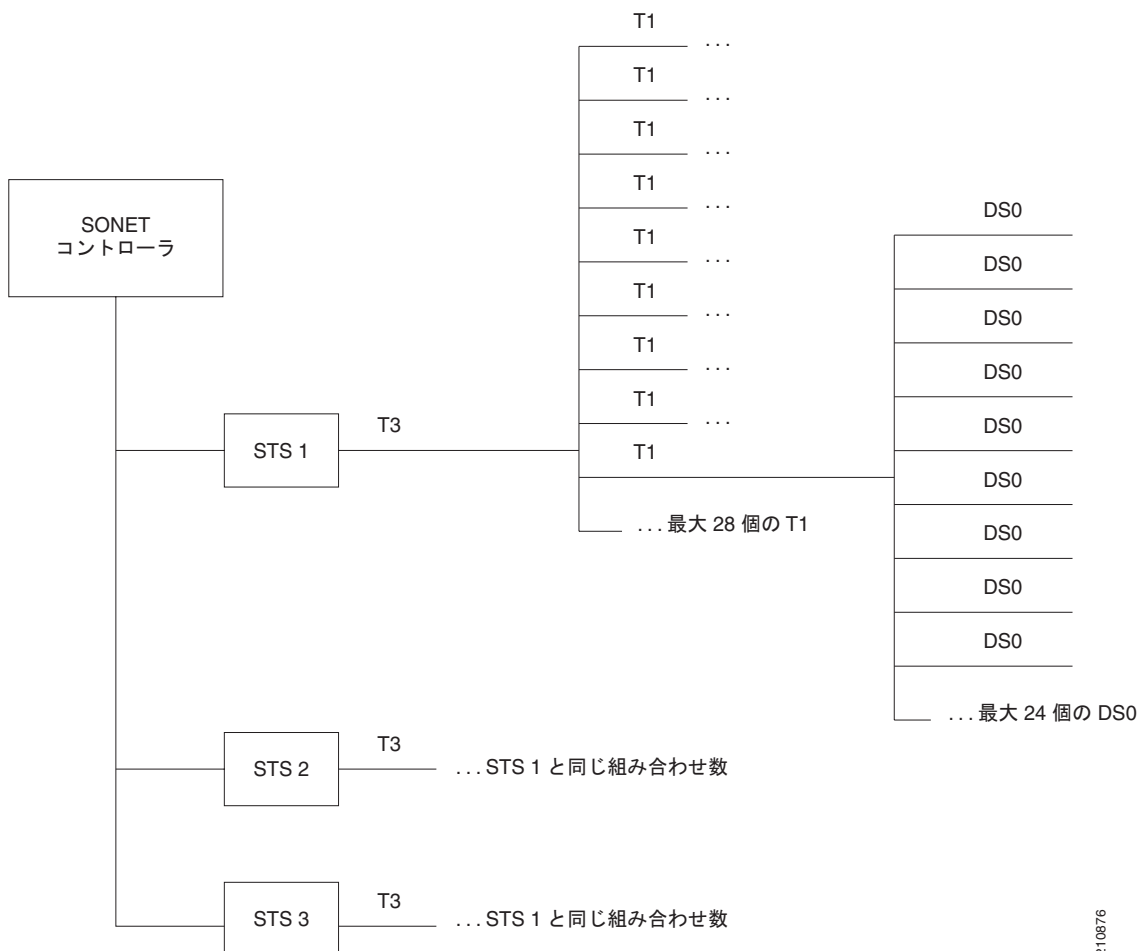 T1
...
T1
...
T1
...
T1
...
T1
...
T1
...
T1
...
T1
...
T1
... 最大 28 個の T1
SONET
コントローラ
STS 1
T3
DS0
DS0
DS0
DS0
DS0
DS0
DS0
DS0
DS0
... 最大 24 個の DS0
STS 2
T3
... STS 1 と同じ組み合わせ数
STS 3
T3
... STS 1 と同じ組み合わせ数
210876